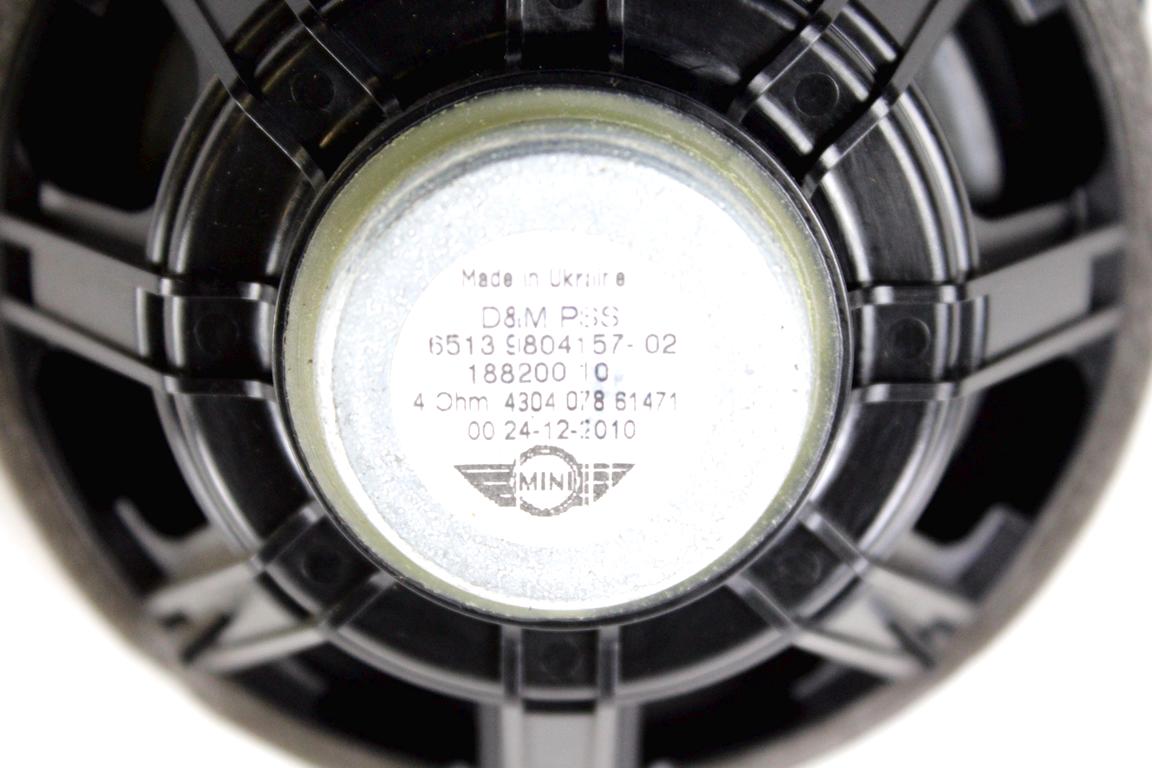 Made in Ukraine
D&M PSS
6513 9804157- 02
188200 10
4 Ohm 4304 078 61471
00 24-12-2010
MINI